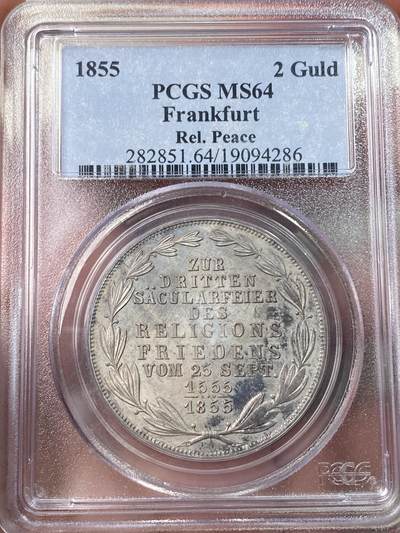 1855 2 Guld
PCGS MS64
Frankfurt
Rel. Peace
282851.64/19094286
ZUR
DRITTEN
SÄCULARFEIER
DES
RELIGIONS
FRIEDENS
VOM 25 SEPT.
1555
1855
PCGS